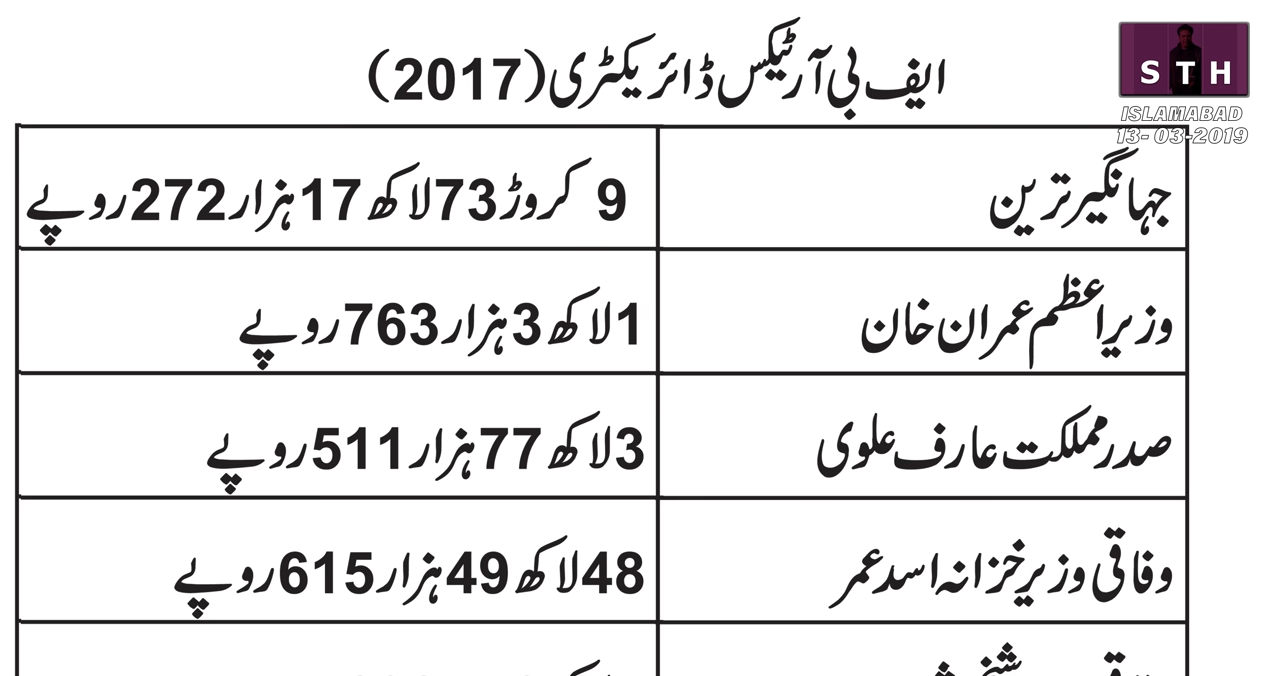 STH
ISLAMABAD
13-03-2019
ایف بی آر ٹیکس ڈائریکٹری (2017)
جہانگیر ترین 9 کروڑ 73 لاکھ 17 ہزار 272 روپے
وزیراعظم عمران خان 1 لاکھ 3 ہزار 763 روپے
صدر مملکت عارف علوی 3 لاکھ 77 ہزار 511 روپے
وفاقی وزیر خزانہ اسد عمر 48 لاکھ 49 ہزار 615 روپے